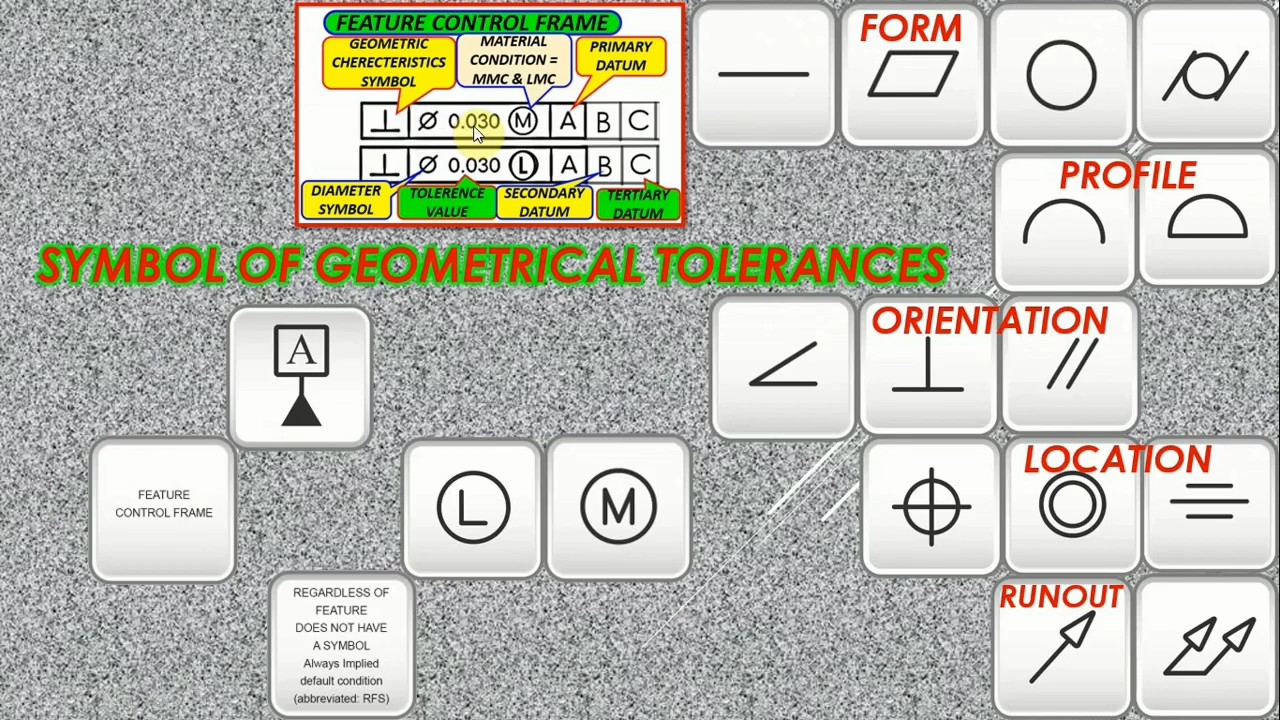 FEATURE CONTROL FRAME
GEOMETRIC
CHERECTERISTICS
SYMBOL
MATERIAL
CONDITION =
MMC & LMC
PRIMARY
DATUM
⊥ ⌀ 0.030 Ⓜ A B C
⊥ ⌀ 0.030 Ⓛ A B C
DIAMETER
SYMBOL
TOLERENCE
VALUE
SECONDARY
DATUM
TERTIARY
DATUM
FORM
PROFILE
SYMBOL OF GEOMETRICAL TOLERANCES
ORIENTATION
A
LOCATION
FEATURE
CONTROL FRAME
Ⓛ
Ⓜ
RUNOUT
REGARDLESS OF
FEATURE
DOES NOT HAVE
A SYMBOL
Always Implied
default condition
(abbreviated: RFS)